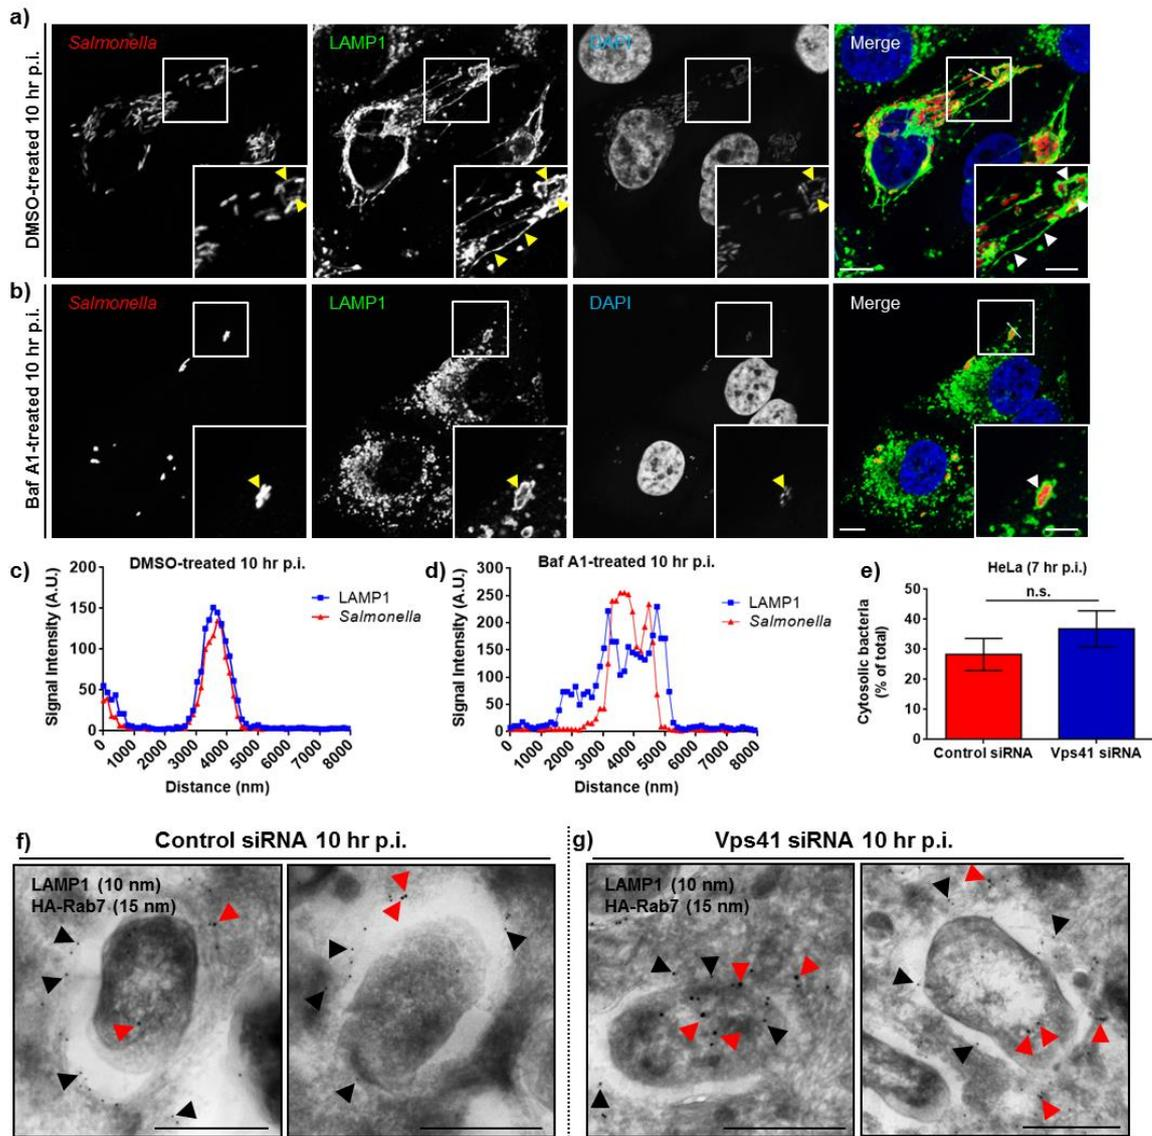 a)
DMSO-treated 10 hr p.i.
Salmonella
LAMP1
DAPI
Merge
b)
Baf A1-treated 10 hr p.i.
Salmonella
LAMP1
DAPI
Merge
c)
DMSO-treated 10 hr p.i.
Signal Intensity (A.U.)
200
150
100
50
0
0 1000 2000 3000 4000 5000 6000 7000 8000
Distance (nm)
LAMP1
Salmonella
d)
Baf A1-treated 10 hr p.i.
Signal Intensity (A.U.)
300
250
200
150
100
50
0
0 1000 2000 3000 4000 5000 6000 7000 8000
Distance (nm)
LAMP1
Salmonella
e)
HeLa (7 hr p.i.)
n.s.
Cytosolic bacteria
(% of total)
50
40
30
20
10
0
Control siRNA Vps41 siRNA
f)
Control siRNA 10 hr p.i.
LAMP1 (10 nm)
HA-Rab7 (15 nm)
g)
Vps41 siRNA 10 hr p.i.
LAMP1 (10 nm)
HA-Rab7 (15 nm)